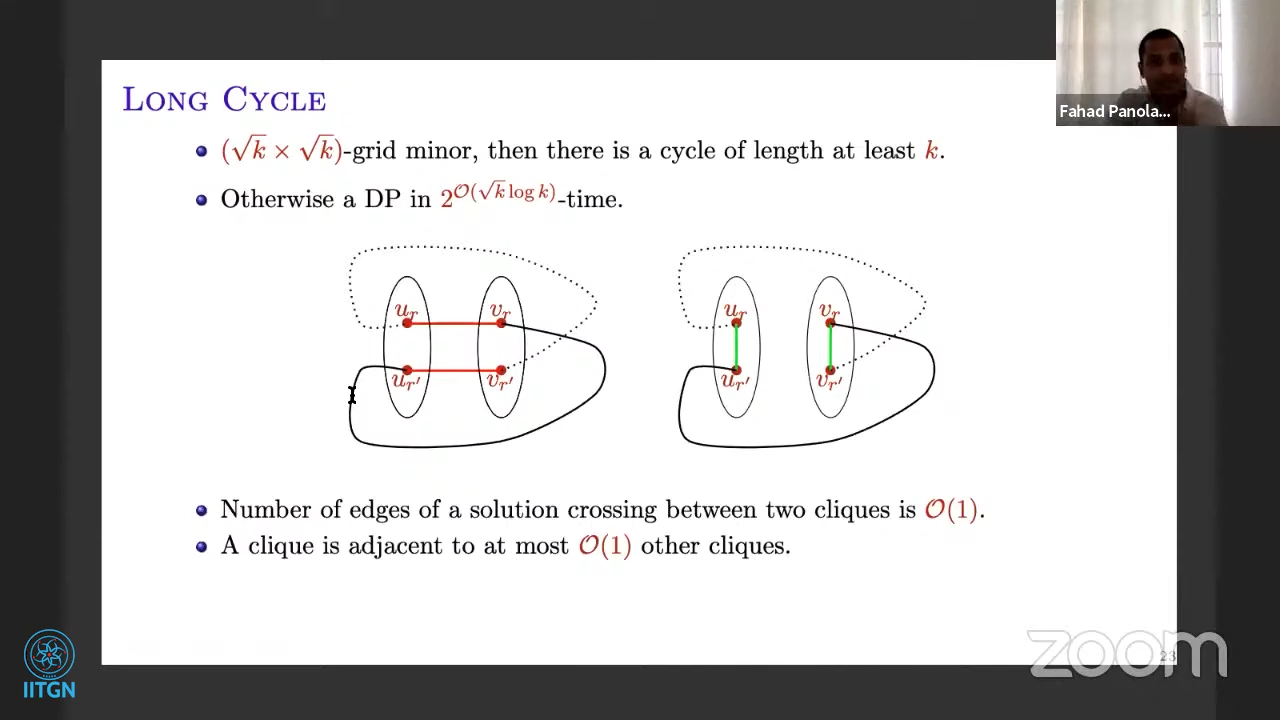 LONG CYCLE
Fahad Panola...
(√k × √k)-grid minor, then there is a cycle of length at least k.
Otherwise a DP in 2^{O(√k log k)}-time.
u_r v_r u_r v_r
u_{r'} v_{r'} u_{r'} v_{r'}
Number of edges of a solution crossing between two cliques is O(1).
A clique is adjacent to at most O(1) other cliques.
IITGN
zoom
23